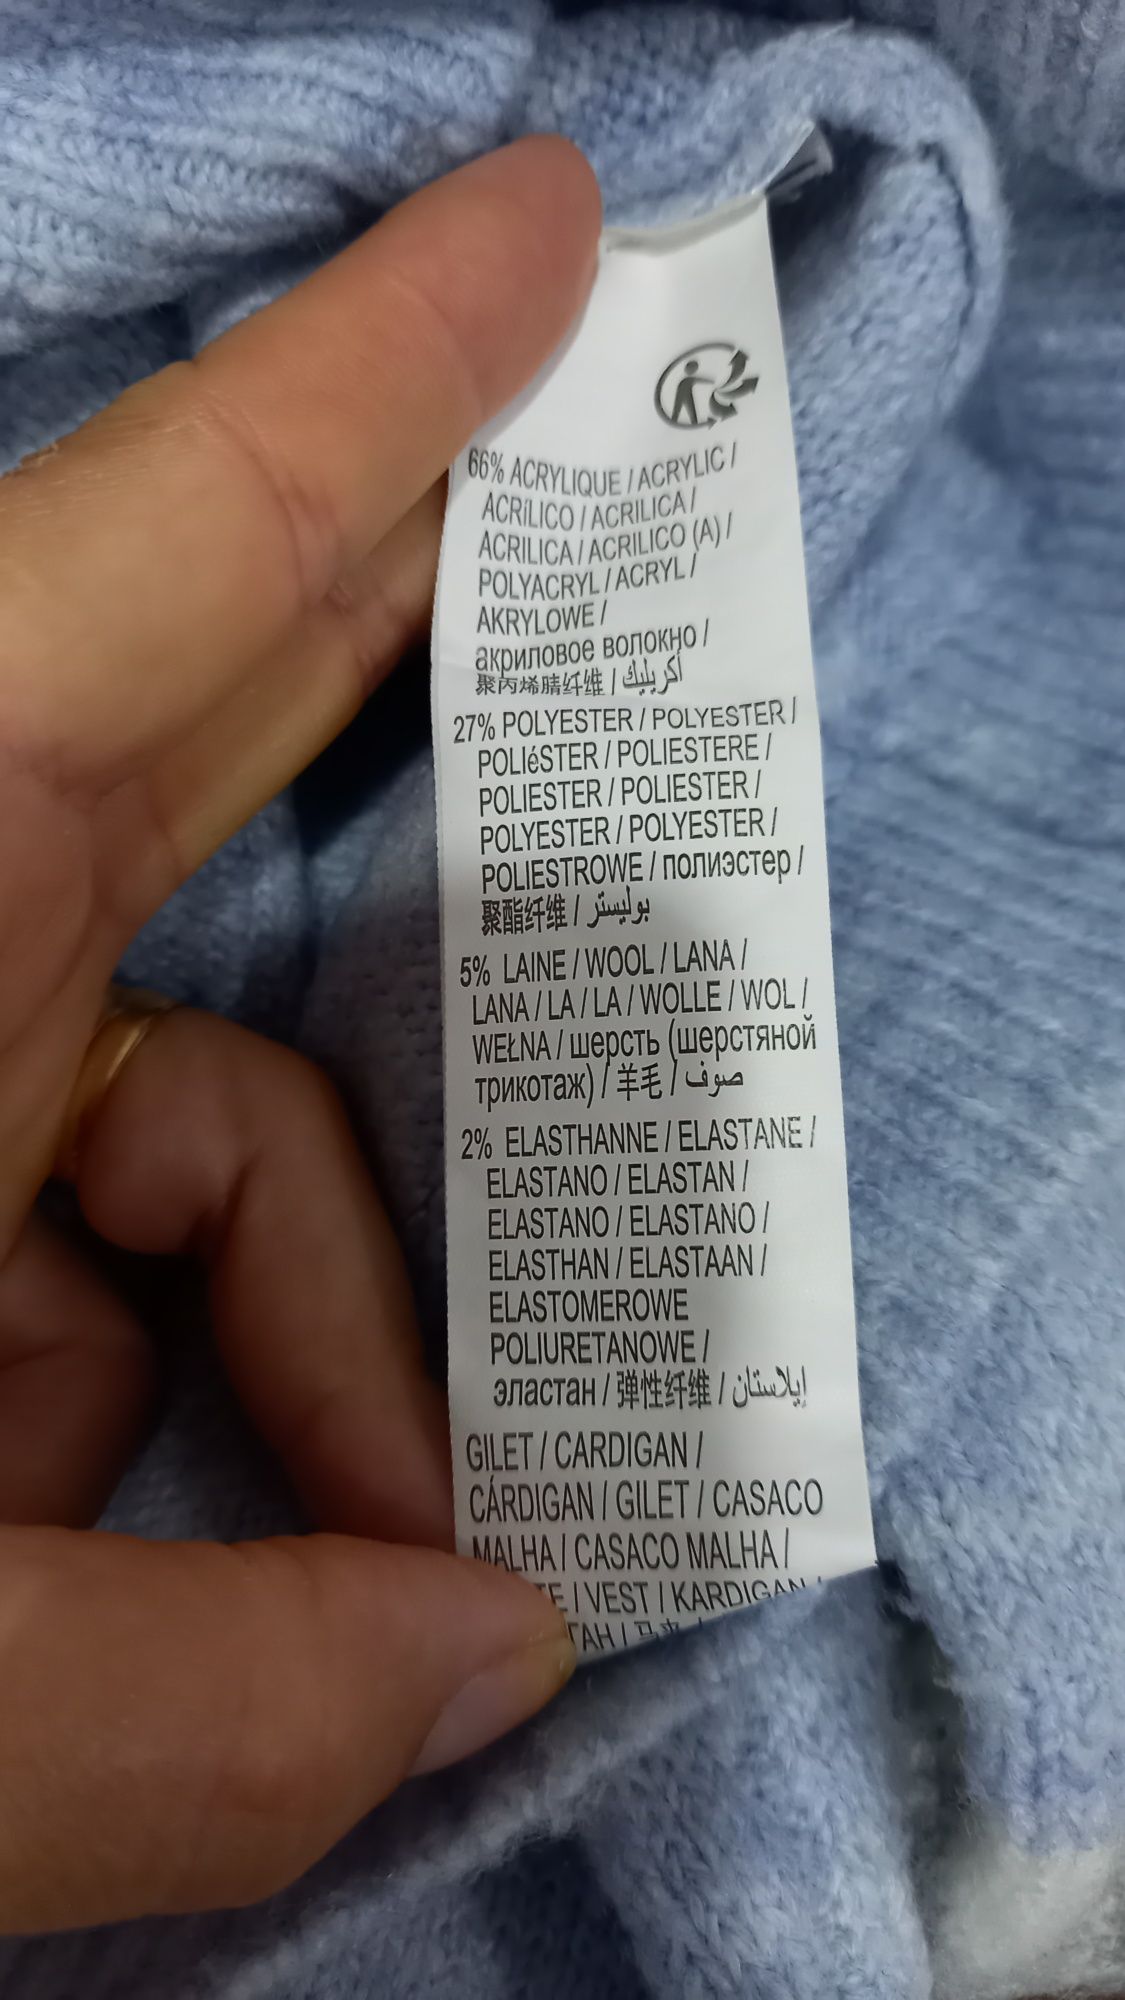 66% ACRYLIQUE / ACRYLIC /
ACRíLICO / ACRILICA /
ACRILICA / ACRILICO (A) /
POLYACRYL / ACRYL /
AKRYLOWE /
акриловое волокно /
聚丙烯腈纤维 / أكريليك
27% POLYESTER / POLYESTER /
POLIéSTER / POLIESTERE /
POLIESTER / POLIESTER /
POLYESTER / POLYESTER /
POLIESTROWE / полиэстер /
聚酯纤维 / بوليستر
5% LAINE / WOOL / LANA /
LANA / LA / LA / WOLLE / WOL /
WEŁNA / шерсть (шерстяной
трикотаж) / 羊毛 / صوف
2% ELASTHANNE / ELASTANE /
ELASTANO / ELASTAN /
ELASTANO / ELASTANO /
ELASTHAN / ELASTAAN /
ELASTOMEROWE
POLIURETANOWE /
эластан / 弹性纤维 / إيلاستان
GILET / CARDIGAN /
CÁRDIGAN / GILET / CASACO
MALHA / CASACO MALHA /
/ VEST / KARDIGAN /